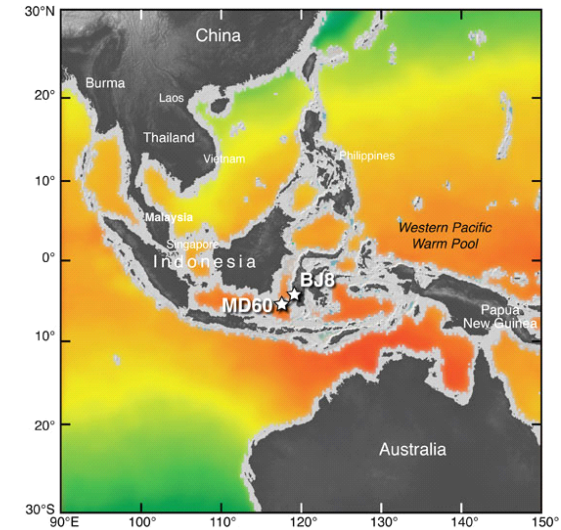 30°N
China
Burma
20°
Laos
Thailand
Vietnam
Philippines
10°
Malaysia
Western Pacific
Warm Pool
Singapore
0°
Indonesia
BJ8
MD60
Papua
New Guinea
10°
20°
Australia
30°S
90°E
100°
110°
120°
130°
140°
150°